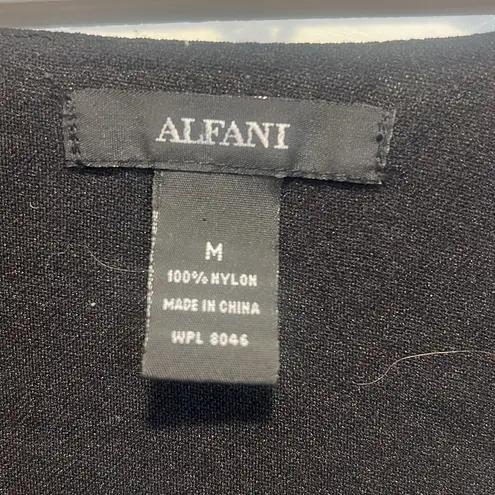 ALFANI
M
100% NYLON
MADE IN CHINA
WPL 8046